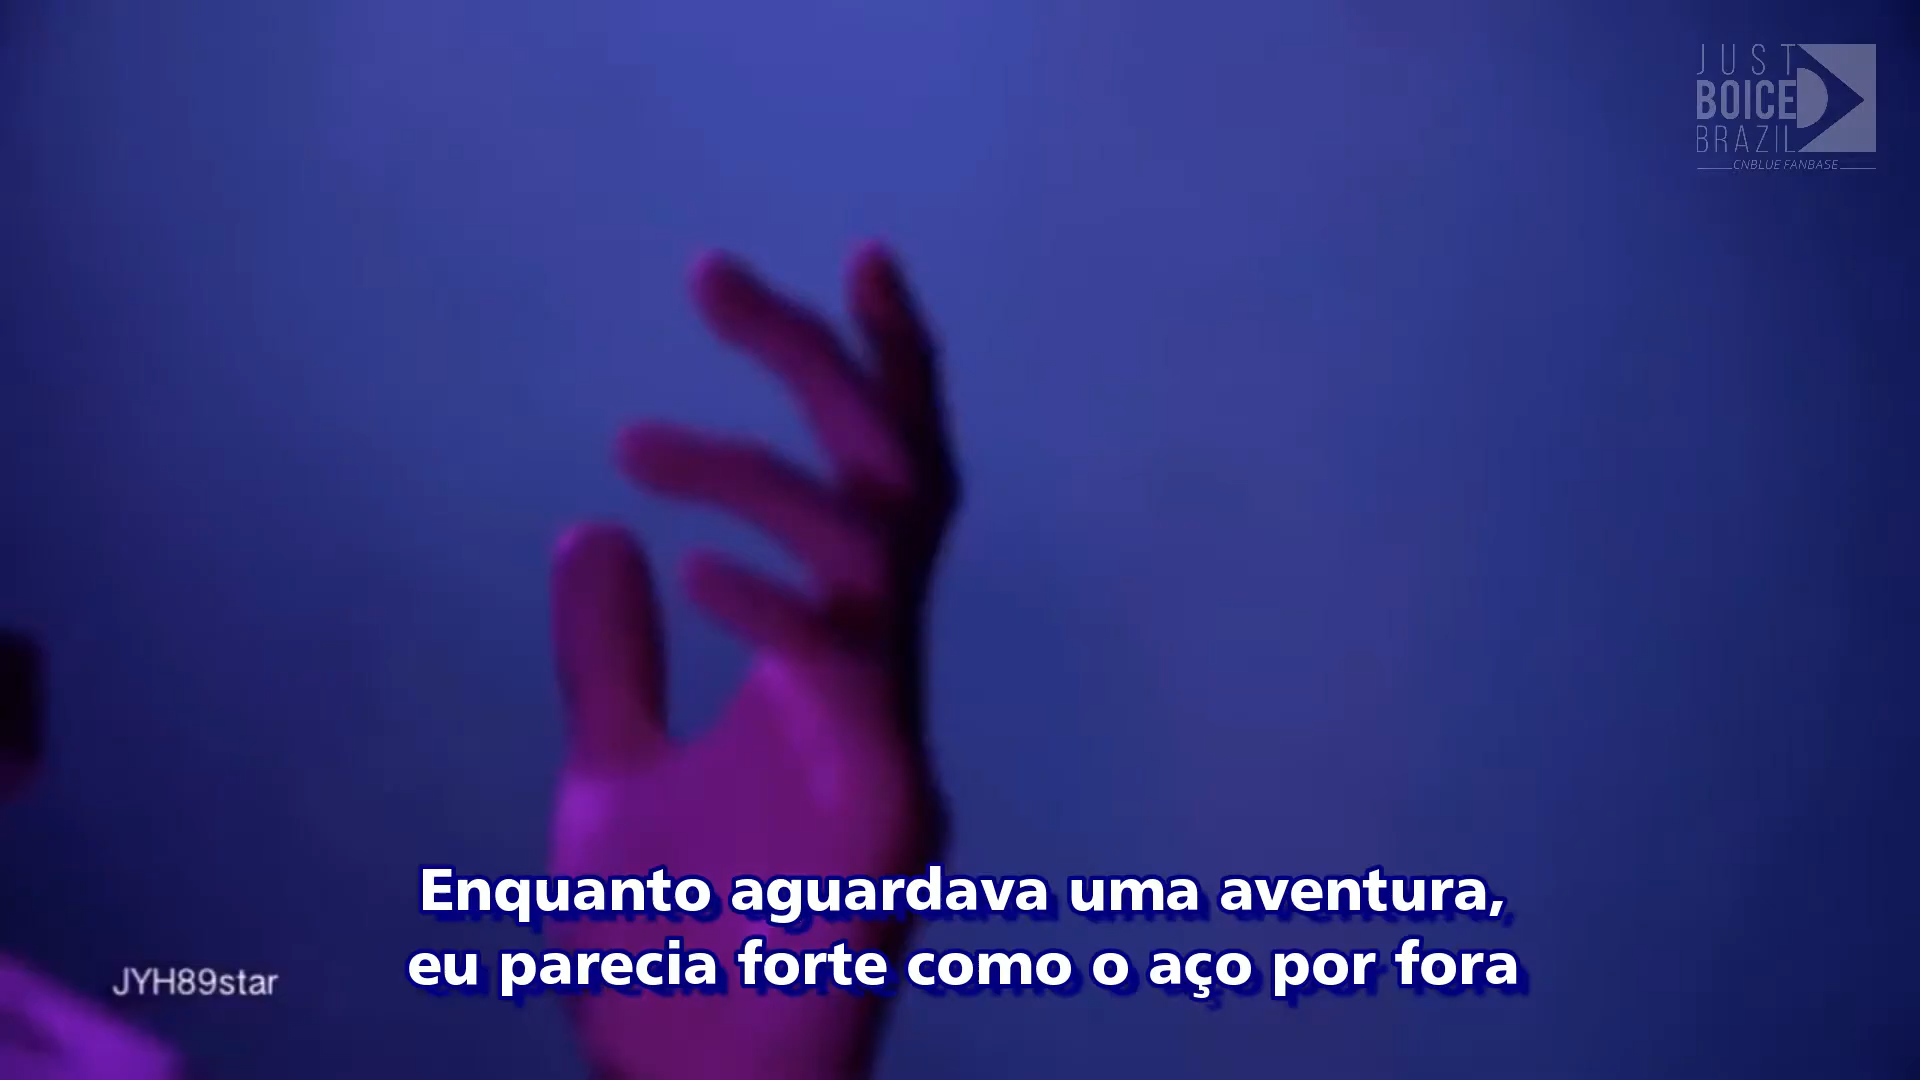 JUST
BOICE
BRAZIL
CNBLUE FANBASE
Enquanto aguardava uma aventura,
eu parecia forte como o aço por fora
JYH89star